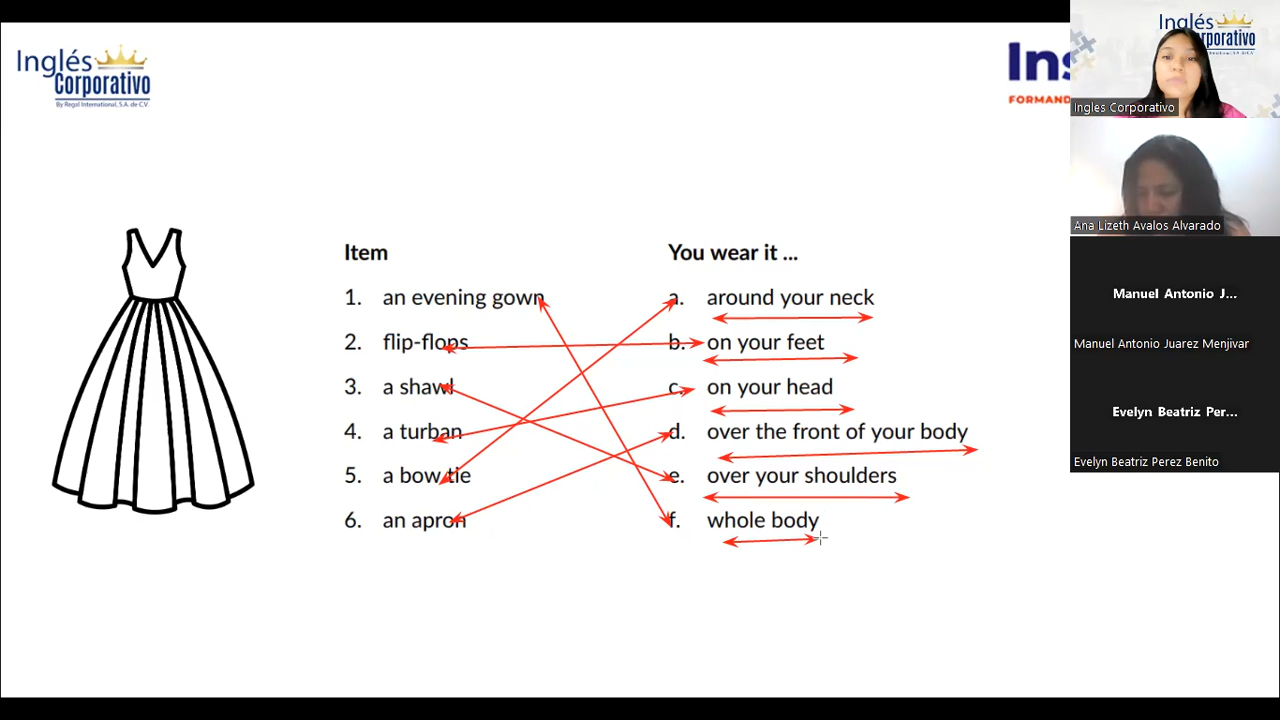 Inglés
Corporativo
By Regal International, S.A. de C.V.
FORMAND
Item
You wear it ...
1. an evening gown
a. around your neck
2. flip-flops
b. on your feet
3. a shawl
c. on your head
4. a turban
d. over the front of your body
5. a bow tie
e. over your shoulders
6. an apron
f. whole body
Inglés
Corporativo
Ingles Corporativo
Ana Lizeth Avalos Alvarado
Manuel Antonio J...
Manuel Antonio Juarez Menjivar
Evelyn Beatriz Per...
Evelyn Beatriz Perez Benito